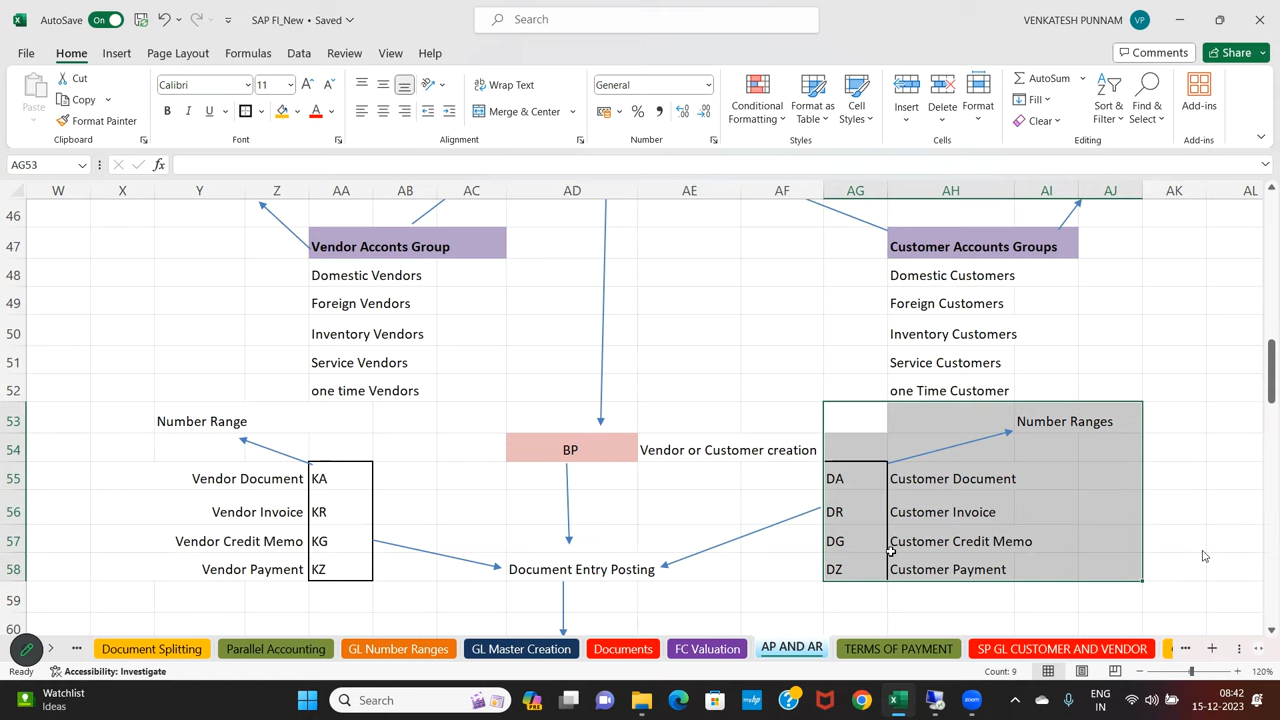 AutoSave On SAP FI_New • Saved Search VENKATESH PUNNAM VP
File Home Insert Page Layout Formulas Data Review View Help Comments Share
Paste Cut Copy Format Painter Clipboard
Calibri 11 B I U Font
Wrap Text Merge & Center Alignment
General % Number
Conditional Formatting Format as Table Cell Styles Styles
Insert Delete Format Cells
AutoSum Fill Clear Sort & Filter Find & Select Editing
Add-ins Add-ins
AG53 fx
W X Y Z AA AB AC AD AE AF AG AH AI AJ AK AL
46
47 Vendor Acconts Group Customer Accounts Groups
48 Domestic Vendors Domestic Customers
49 Foreign Vendors Foreign Customers
50 Inventory Vendors Inventory Customers
51 Service Vendors Service Customers
52 one time Vendors one Time Customer
53 Number Range Number Ranges
54 BP Vendor or Customer creation
55 Vendor Document KA DA Customer Document
56 Vendor Invoice KR DR Customer Invoice
57 Vendor Credit Memo KG DG Customer Credit Memo
58 Vendor Payment KZ Document Entry Posting DZ Customer Payment
59
60
Document Splitting Parallel Accounting GL Number Ranges GL Master Creation Documents FC Valuation AP AND AR TERMS OF PAYMENT SP GL CUSTOMER AND VENDOR
Ready Accessibility: Investigate Count: 9 120%
Watchlist Ideas Search ENG IN 08:42 15-12-2023